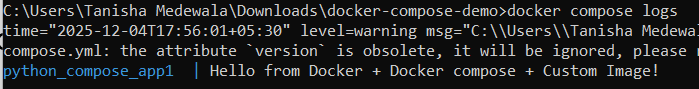 C:\Users\Tanisha Medewala\Downloads\docker-compose-demo>docker compose logs
time="2025-12-04T17:56:01+05:30" level=warning msg="C:\\Users\\Tanisha Medewal
compose.yml: the attribute `version` is obsolete, it will be ignored, please
python_compose_app1 | Hello from Docker + Docker compose + Custom Image!